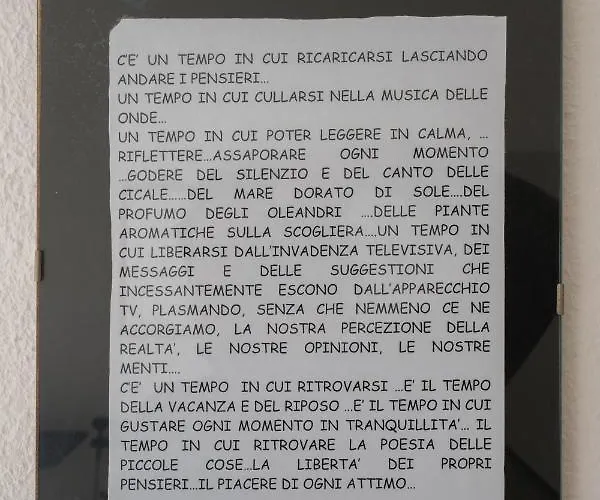 C'E' UN TEMPO IN CUI RICARICARSI LASCIANDO
ANDARE I PENSIERI...
UN TEMPO IN CUI CULLARSI NELLA MUSICA DELLE
ONDE...
UN TEMPO IN CUI POTER LEGGERE IN CALMA, ...
RIFLETTERE...ASSAPORARE OGNI MOMENTO
...GODERE DEL SILENZIO E DEL CANTO DELLE
CICALE......DEL MARE DORATO DI SOLE....DEL
PROFUMO DEGLI OLEANDRI ....DELLE PIANTE
AROMATICHE SULLA SCOGLIERA....UN TEMPO IN
CUI LIBERARSI DALL'INVADENZA TELEVISIVA, DEI
MESSAGGI E DELLE SUGGESTIONI CHE
INCESSANTEMENTE ESCONO DALL'APPARECCHIO
TV, PLASMANDO, SENZA CHE NEMMENO CE NE
ACCORGIAMO, LA NOSTRA PERCEZIONE DELLA
REALTA', LE NOSTRE OPINIONI, LE NOSTRE
MENTI....
C'E' UN TEMPO IN CUI RITROVARSI ...E' IL TEMPO
DELLA VACANZA E DEL RIPOSO ...E' IL TEMPO IN CUI
GUSTARE OGNI MOMENTO IN TRANQUILLITA'... IL
TEMPO IN CUI RITROVARE LA POESIA DELLE
PICCOLE COSE...LA LIBERTA' DEI PROPRI
PENSIERI...IL PIACERE DI OGNI ATTIMO...